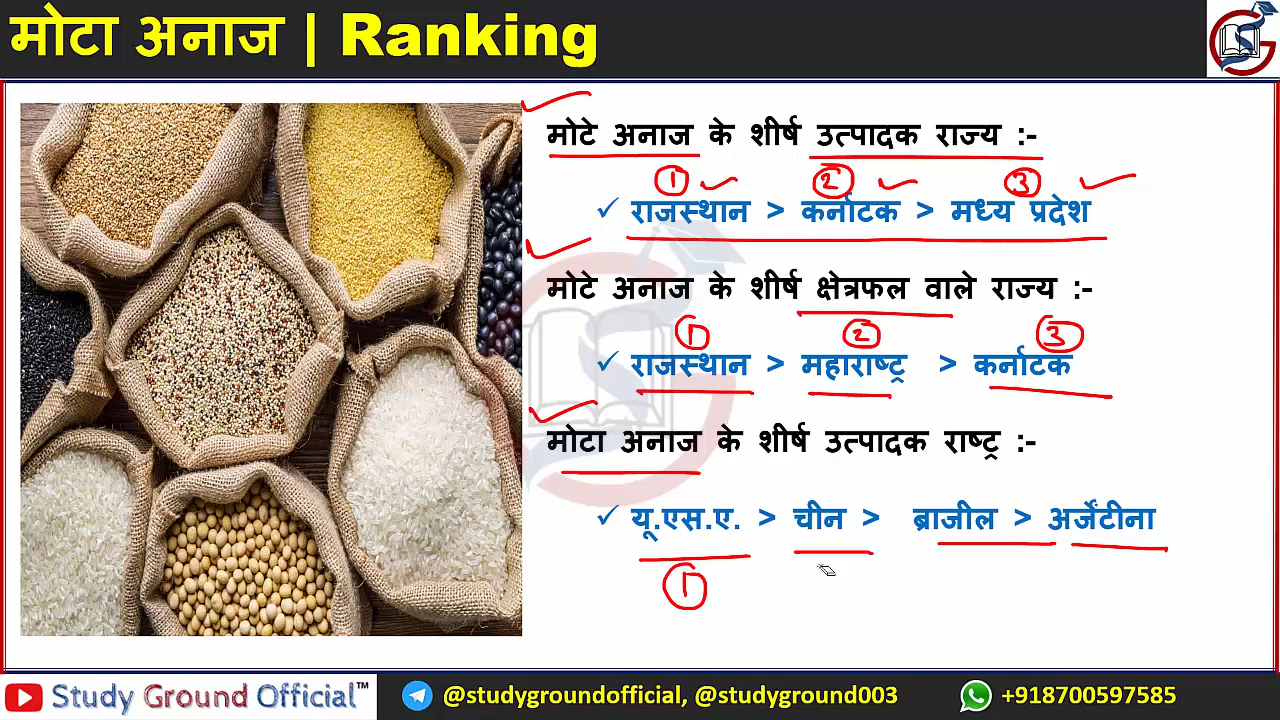 मोटा अनाज | Ranking
मोटे अनाज के शीर्ष उत्पादक राज्य :-
① ② ③
✓ राजस्थान > कर्नाटक > मध्य प्रदेश
मोटे अनाज के शीर्ष क्षेत्रफल वाले राज्य :-
① ② ③
✓ राजस्थान > महाराष्ट्र > कर्नाटक
मोटा अनाज के शीर्ष उत्पादक राष्ट्र :-
✓ यू.एस.ए. > चीन > ब्राजील > अर्जेंटीना
①
Study Ground Official™ @studygroundofficial, @studyground003 +918700597585